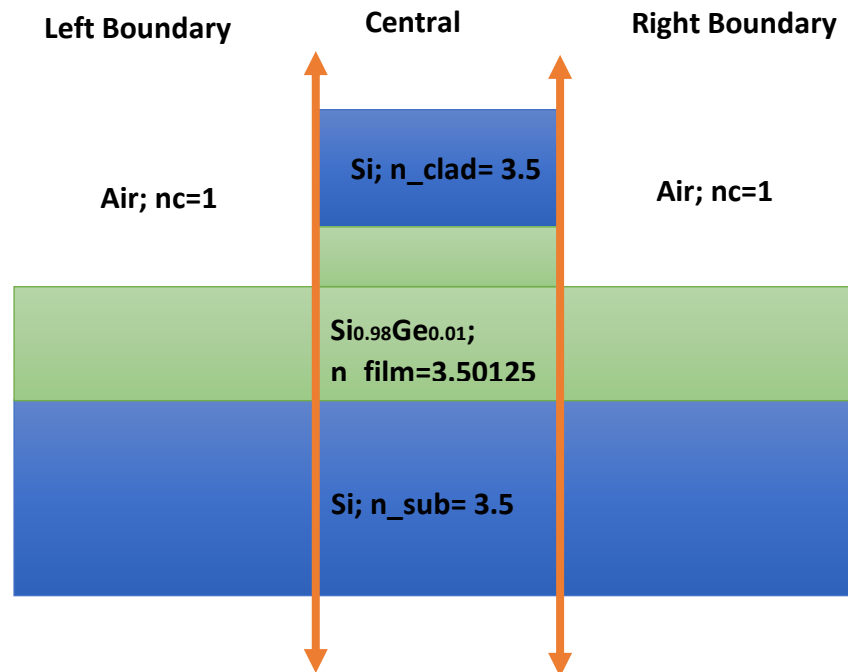 Left Boundary
Central
Right Boundary
Si; n_clad= 3.5
Air; nc=1
Air; nc=1
Si0.98Ge0.01;
n_film=3.50125
Si; n_sub= 3.5